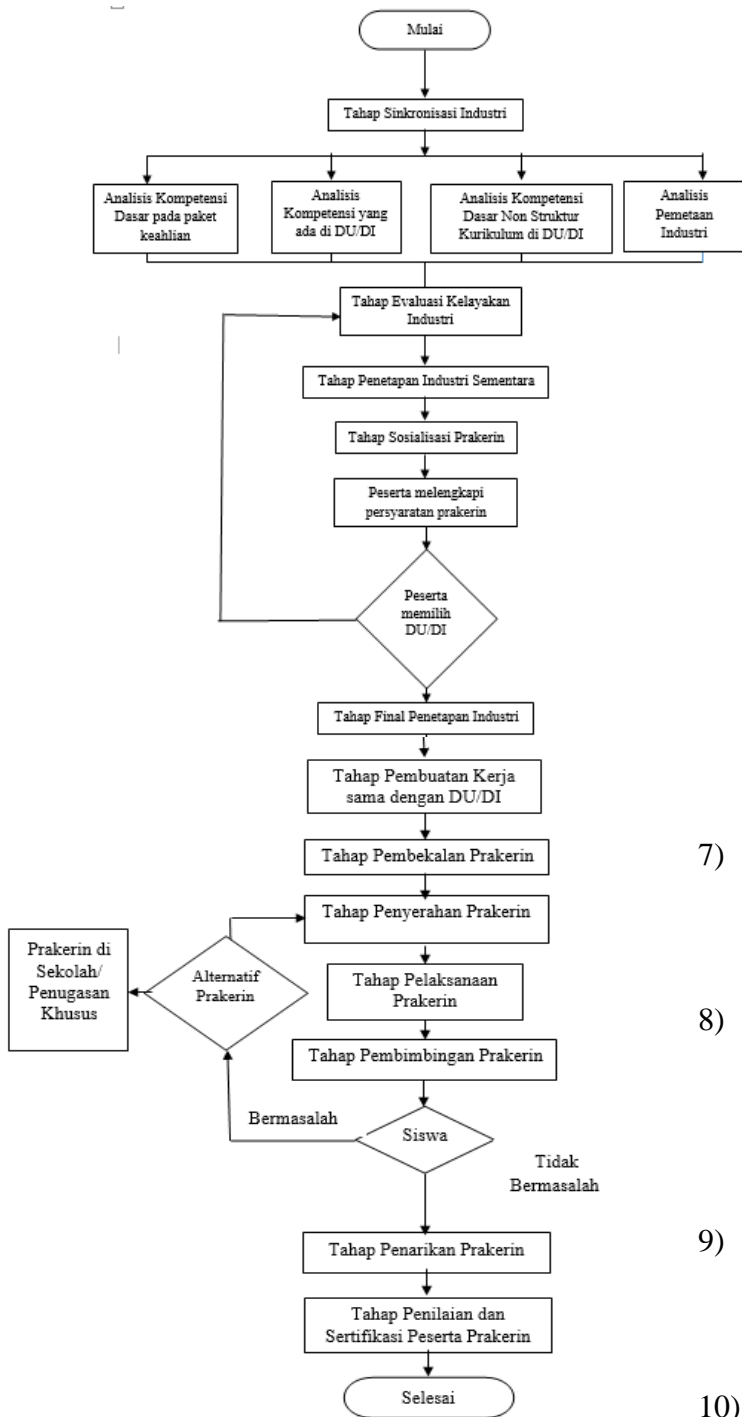 Mulai
Tahap Sinkronisasi Industri
Analisis Kompetensi
Dasar pada paket
keahlian
Analisis
Kompetensi yang
ada di DU/DI
Analisis Kompetensi
Dasar Non Struktur
Kurikulum di DU/DI
Analisis
Pemetaan
Industri
Tahap Evaluasi Kelayakan
Industri
Tahap Penetapan Industri Sementara
Tahap Sosialisasi Prakerin
Peserta melengkapi
persyaratan prakerin
Peserta
memilih
DU/DI
Tahap Final Penetapan Industri
Tahap Pembuatan Kerja
sama dengan DU/DI
Tahap Pembekalan Prakerin
7)
Tahap Penyerahan Prakerin
Prakerin di
Sekolah/
Penugasan
Khusus
Alternatif
Prakerin
Tahap Pelaksanaan
Prakerin
8)
Tahap Pembimbingan Prakerin
Bermasalah
Siswa
Tidak
Bermasalah
Tahap Penarikan Prakerin
9)
Tahap Penilaian dan
Sertifikasi Peserta Prakerin
Selesai
10)